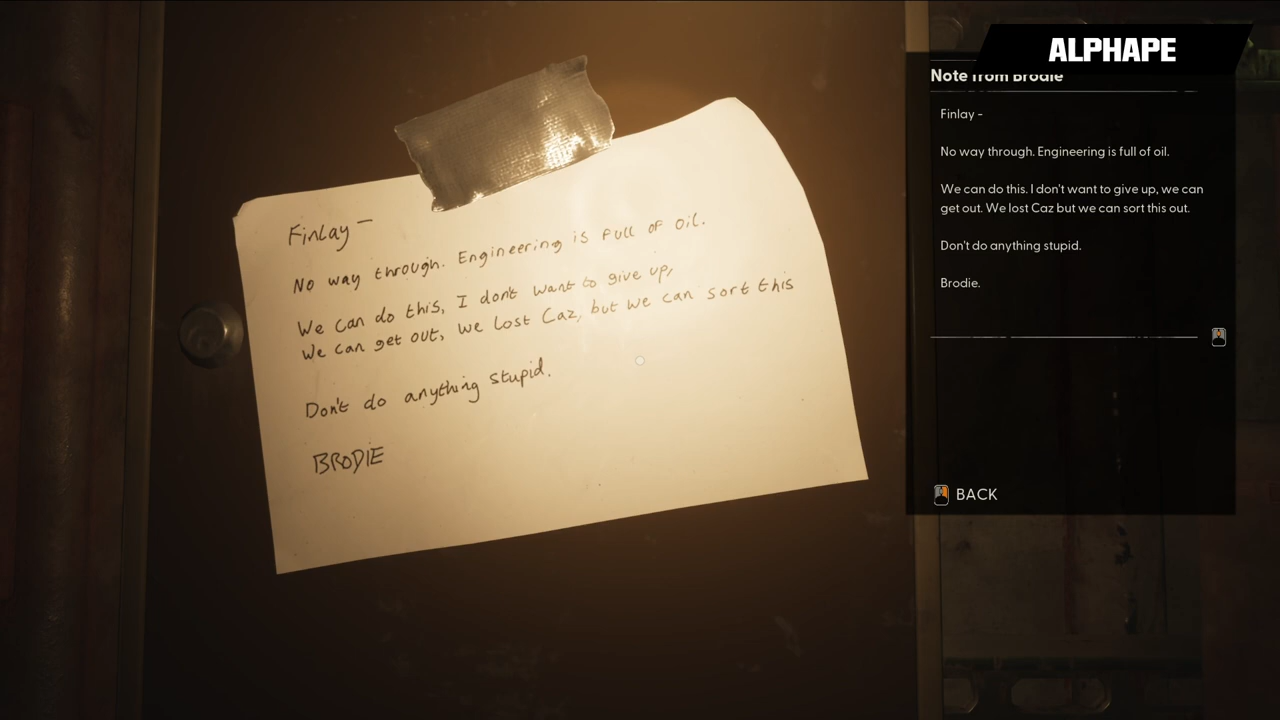 ALPHAPE
Note from Brodie
Finlay -
No way through. Engineering is full of oil.
We can do this. I don't want to give up, we can
get out. We lost Caz but we can sort this out.
Don't do anything stupid.
Brodie.
BACK
Finlay -
No way through. Engineering is full of oil.
We can do this, I don't want to give up,
We can get out, we lost Caz, but we can sort this
Don't do anything stupid.
BRODIE